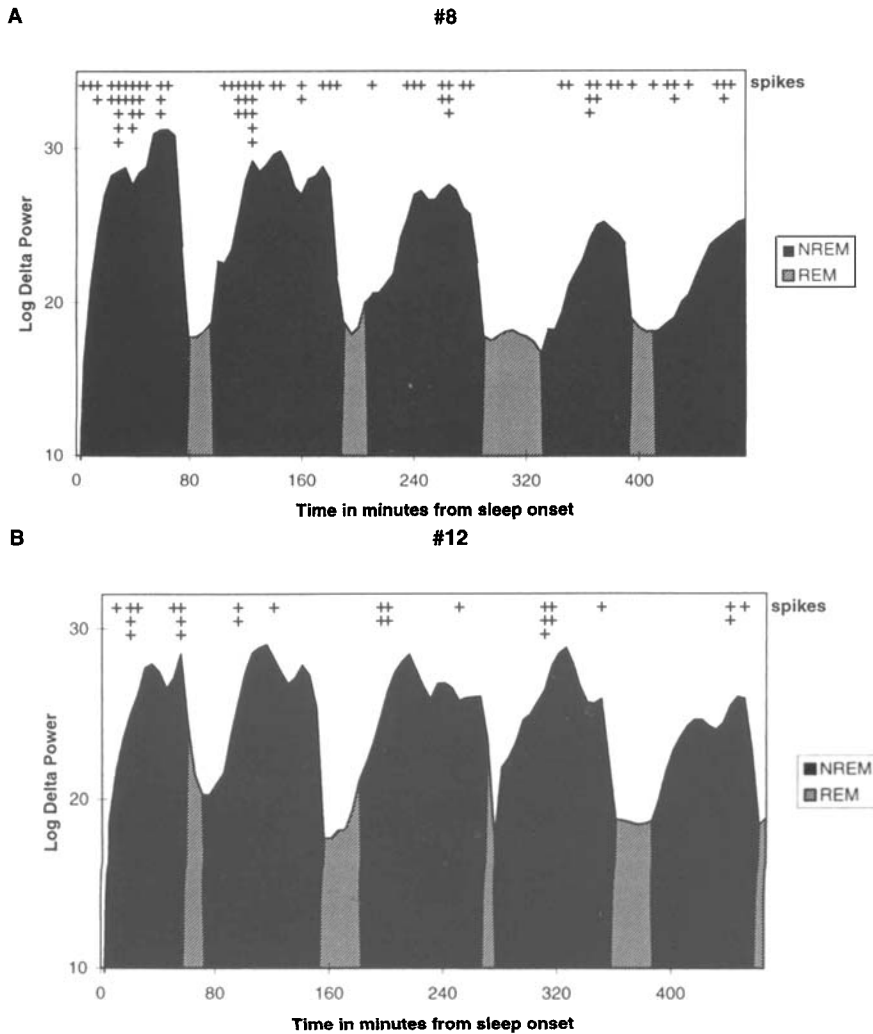 A
#8
spikes
30
20
10
Log Delta Power
NREM
REM
0 80 160 240 320 400
Time in minutes from sleep onset
B
#12
spikes
30
20
10
Log Delta Power
NREM
REM
0 80 160 240 320 400
Time in minutes from sleep onset